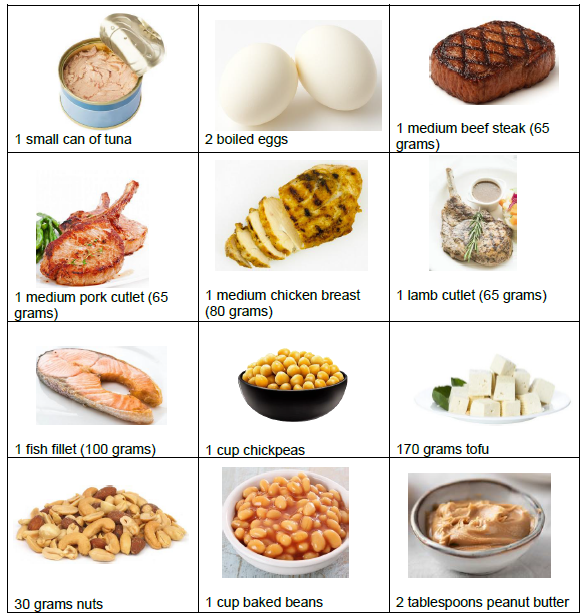 1 small can of tuna
2 boiled eggs
1 medium beef steak (65
grams)
1 medium pork cutlet (65
grams)
1 medium chicken breast
(80 grams)
1 lamb cutlet (65 grams)
1 fish fillet (100 grams)
1 cup chickpeas
170 grams tofu
30 grams nuts
1 cup baked beans
2 tablespoons peanut butter